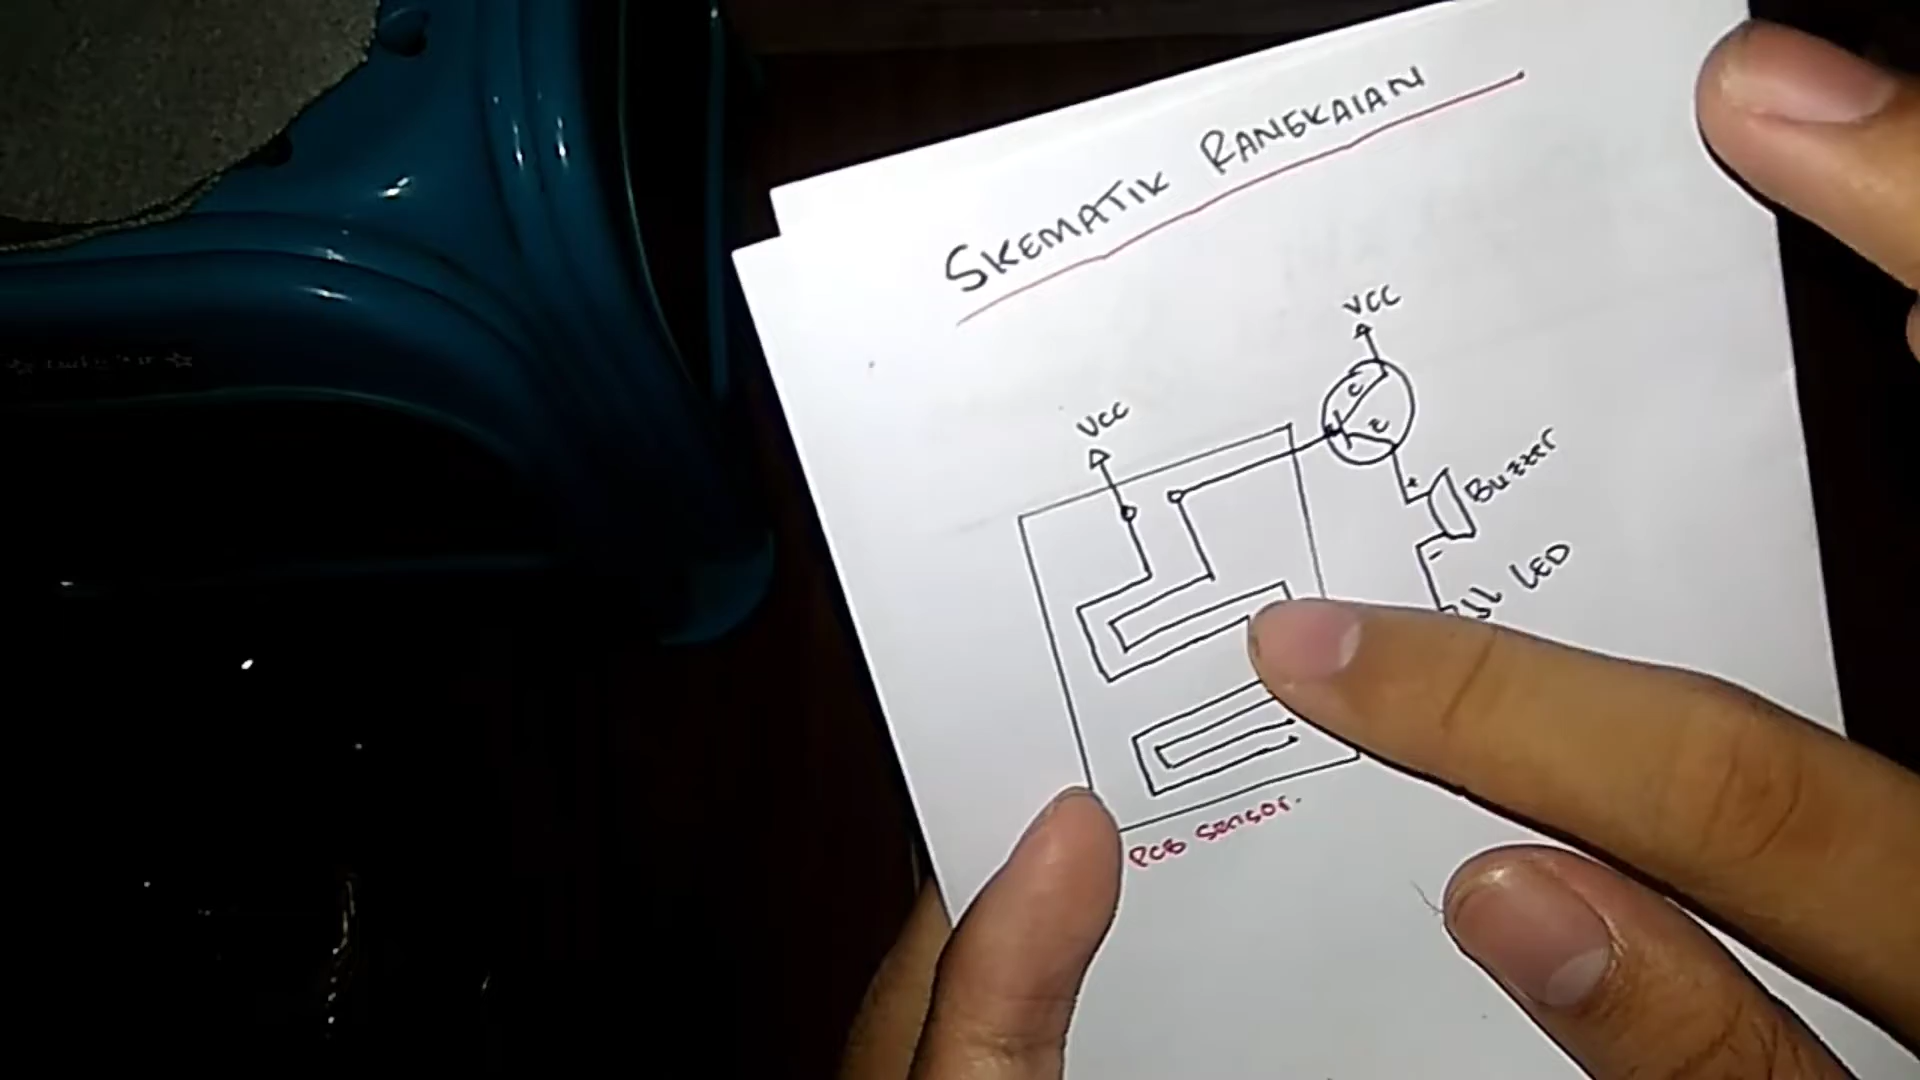 SKEMATIK RANGKAIAN
VCC
VCC
C
E
+
Buzzer
-
LED
PCB Sensor.